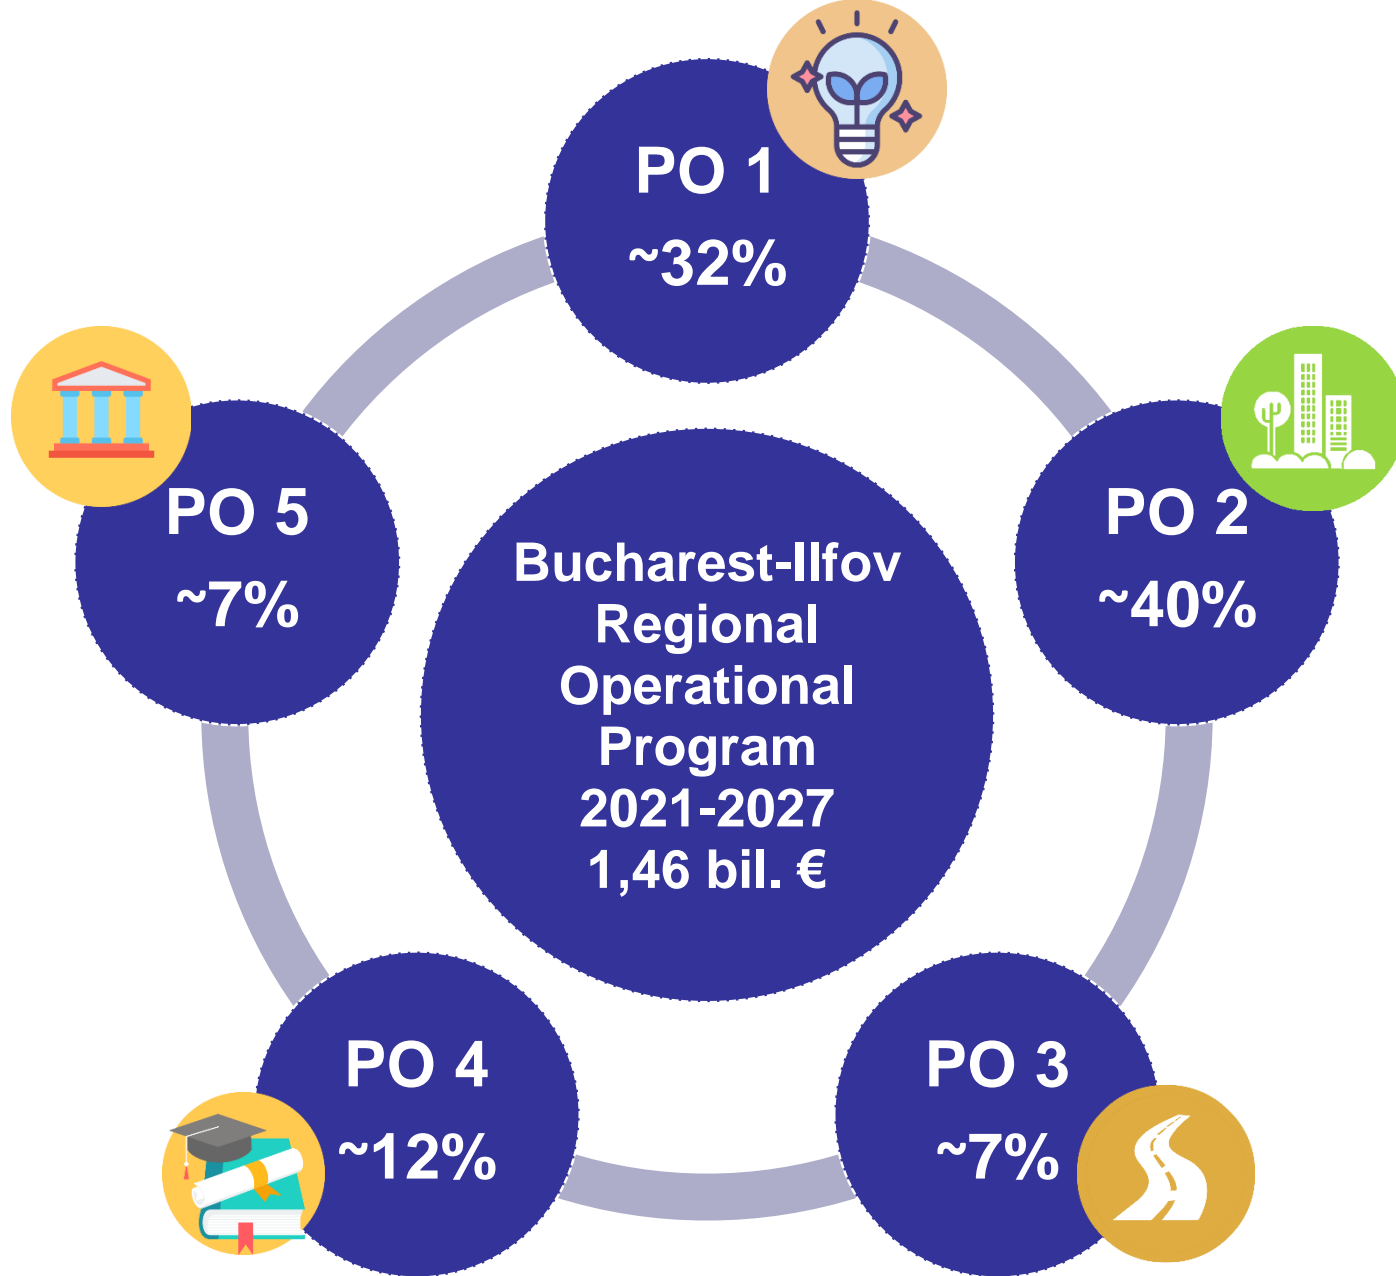 PO 1
~32%
PO 2
~40%
PO 3
~7%
PO 4
~12%
PO 5
~7%
Bucharest-Ilfov
Regional
Operational
Program
2021-2027
1,46 bil. €